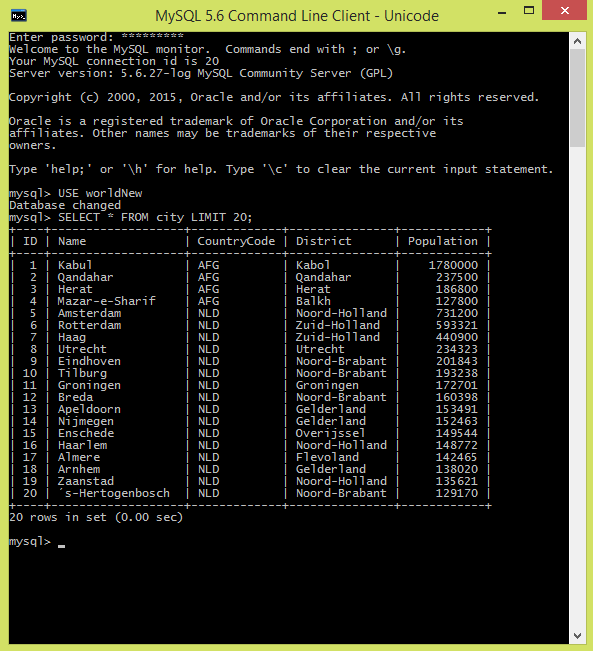 MySQL 5.6 Command Line Client - Unicode
Enter password: *********
Welcome to the MySQL monitor.  Commands end with ; or \g.
Your MySQL connection id is 20
Server version: 5.6.27-log MySQL Community Server (GPL)

Copyright (c) 2000, 2015, Oracle and/or its affiliates. All rights reserved.

Oracle is a registered trademark of Oracle Corporation and/or its
affiliates. Other names may be trademarks of their respective
owners.

Type 'help;' or '\h' for help. Type '\c' to clear the current input statement.

mysql> USE worldNew
Database changed
mysql> SELECT * FROM city LIMIT 20;
+----+------------------+-------------+---------------+------------+
| ID | Name             | CountryCode | District      | Population |
+----+------------------+-------------+---------------+------------+
|  1 | Kabul            | AFG         | Kabol         |    1780000 |
|  2 | Qandahar         | AFG         | Qandahar      |     237500 |
|  3 | Herat            | AFG         | Herat         |     186800 |
|  4 | Mazar-e-Sharif   | AFG         | Balkh         |     127800 |
|  5 | Amsterdam        | NLD         | Noord-Holland |     731200 |
|  6 | Rotterdam        | NLD         | Zuid-Holland  |     593321 |
|  7 | Haag             | NLD         | Zuid-Holland  |     440900 |
|  8 | Utrecht          | NLD         | Utrecht       |     234323 |
|  9 | Eindhoven        | NLD         | Noord-Brabant |     201843 |
| 10 | Tilburg          | NLD         | Noord-Brabant |     193238 |
| 11 | Groningen        | NLD         | Groningen     |     172701 |
| 12 | Breda            | NLD         | Noord-Brabant |     160398 |
| 13 | Apeldoorn        | NLD         | Gelderland    |     153491 |
| 14 | Nijmegen         | NLD         | Gelderland    |     152463 |
| 15 | Enschede         | NLD         | Overijssel    |     149544 |
| 16 | Haarlem          | NLD         | Noord-Holland |     148772 |
| 17 | Almere           | NLD         | Flevoland     |     142465 |
| 18 | Arnhem           | NLD         | Gelderland    |     138020 |
| 19 | Zaanstad         | NLD         | Noord-Holland |     135621 |
| 20 | ´s-Hertogenbosch | NLD         | Noord-Brabant |     129170 |
+----+------------------+-------------+---------------+------------+
20 rows in set (0.00 sec)

mysql> _